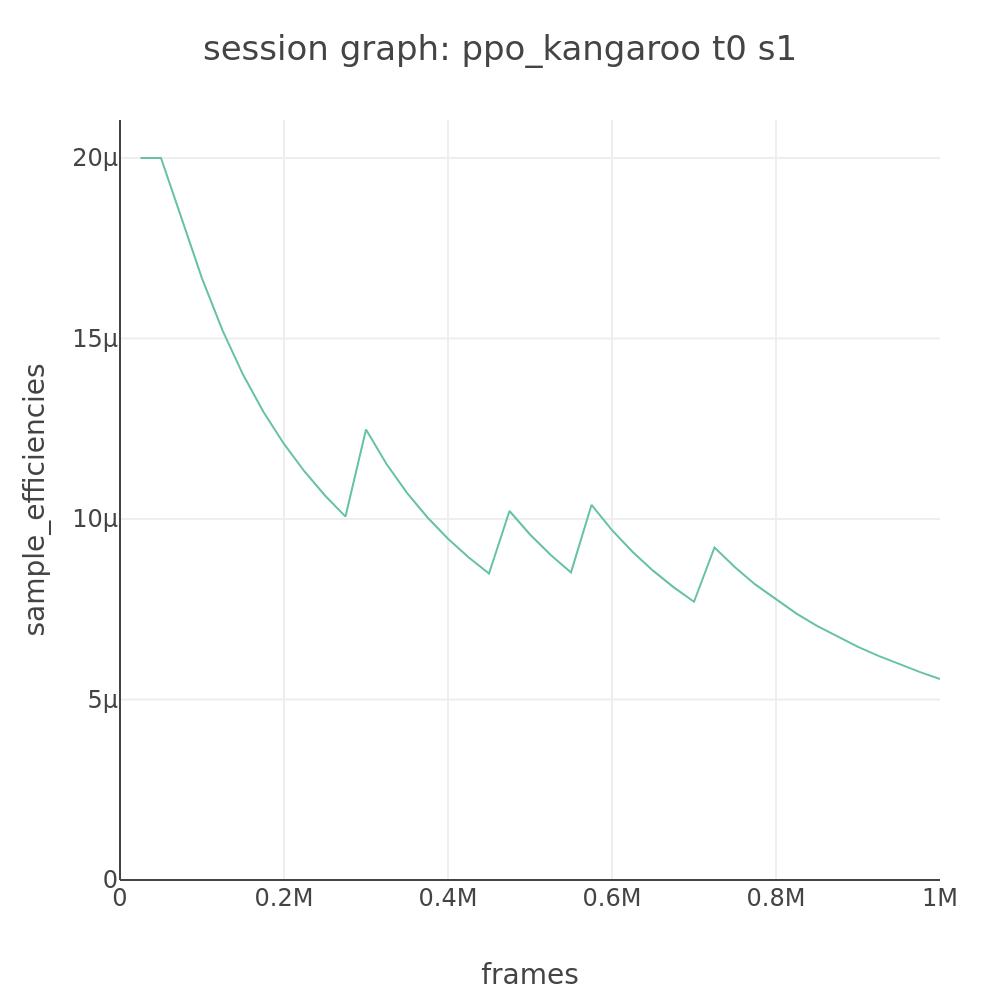 session graph: ppo_kangaroo t0 s1
20μ
15μ
10μ
5μ
0
sample_efficiencies
0 0.2M 0.4M 0.6M 0.8M 1M
frames